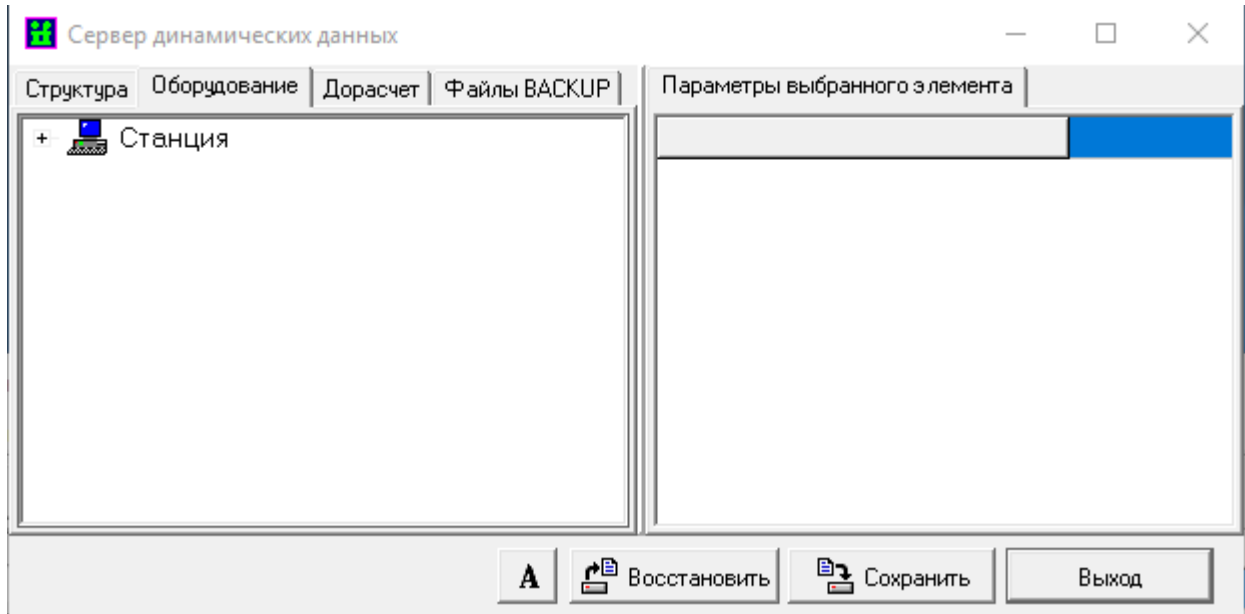 Сервер динамических данных
Структура Оборудование Дорасчет Файлы BACKUP Параметры выбранного элемента
+ Станция
A Восстановить Сохранить Выход